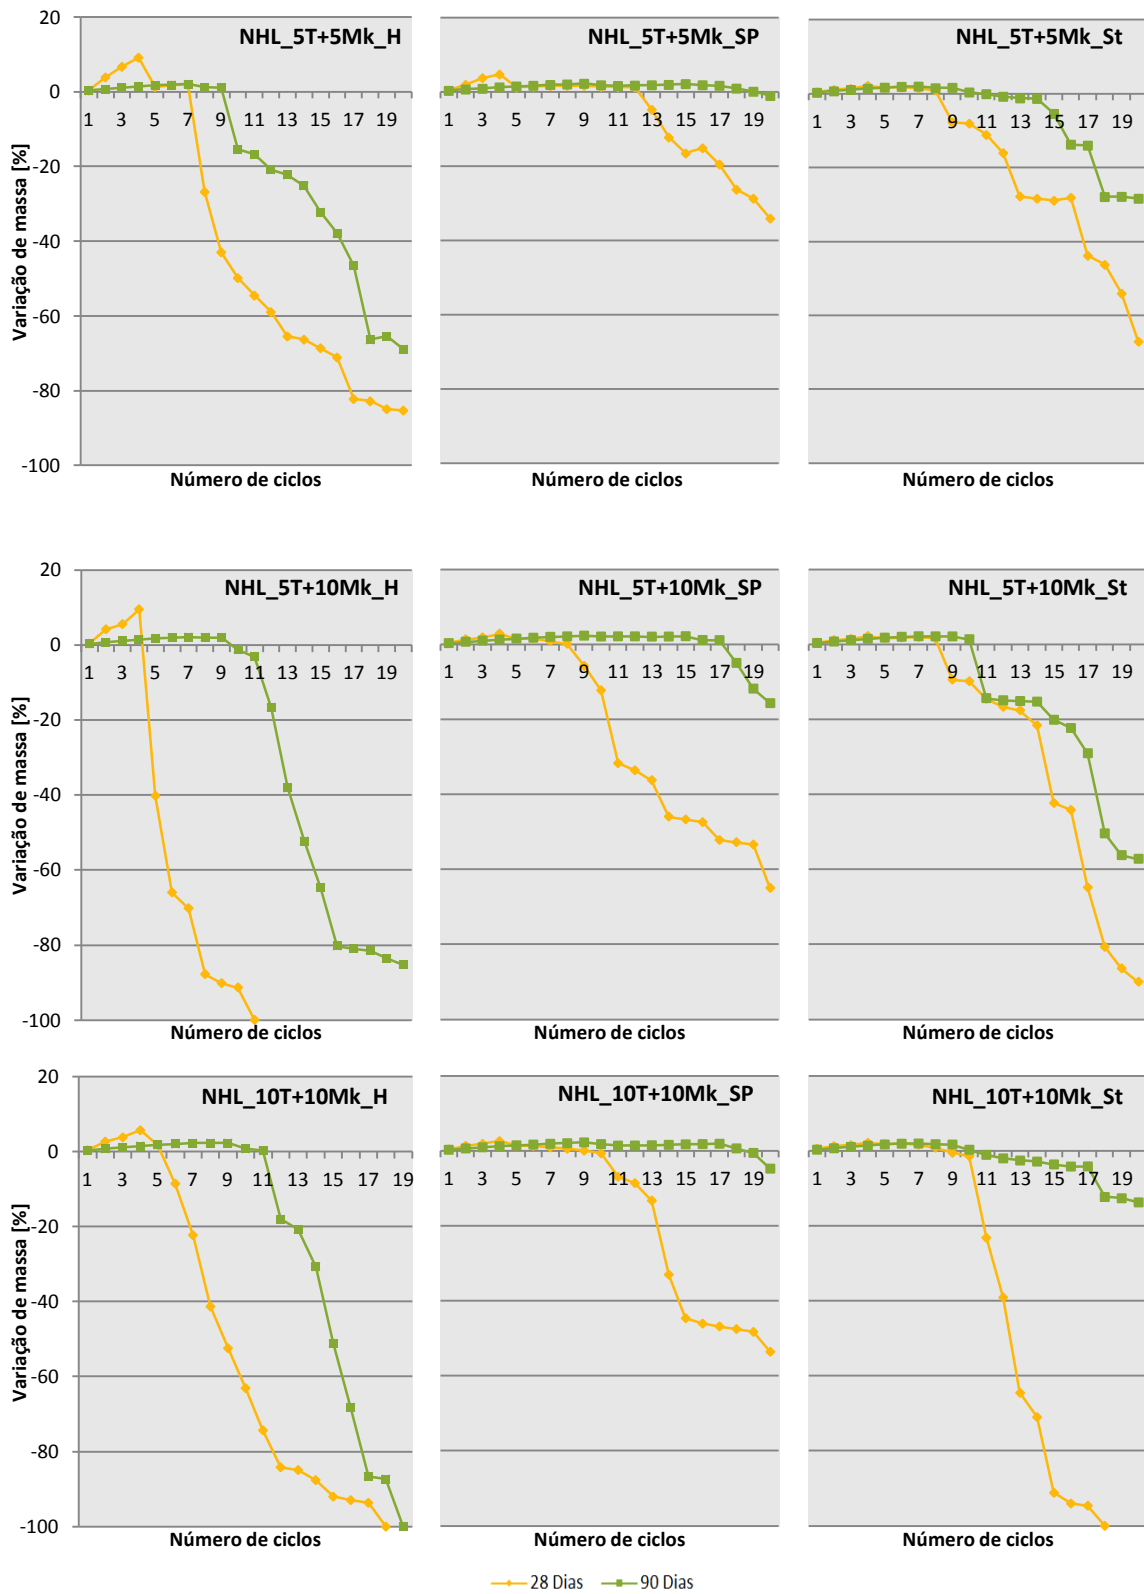 NHL_5T+5Mk_H
NHL_5T+5Mk_SP
NHL_5T+5Mk_St
Variação de massa [%]
20
0
-20
-40
-60
-80
-100
1 3 5 7 9 11 13 15 17 19
1 3 5 7 9 11 13 15 17 19
1 3 5 7 9 11 13 15 17 19
Número de ciclos
Número de ciclos
Número de ciclos
NHL_5T+10Mk_H
NHL_5T+10Mk_SP
NHL_5T+10Mk_St
Variação de massa [%]
20
0
-20
-40
-60
-80
-100
1 3 5 7 9 11 13 15 17 19
1 3 5 7 9 11 13 15 17 19
1 3 5 7 9 11 13 15 17 19
Número de ciclos
Número de ciclos
Número de ciclos
NHL_10T+10Mk_H
NHL_10T+10Mk_SP
NHL_10T+10Mk_St
Variação de massa [%]
20
0
-20
-40
-60
-80
-100
1 3 5 7 9 11 13 15 17 19
1 3 5 7 9 11 13 15 17 19
1 3 5 7 9 11 13 15 17 19
Número de ciclos
Número de ciclos
Número de ciclos
28 Dias 90 Dias